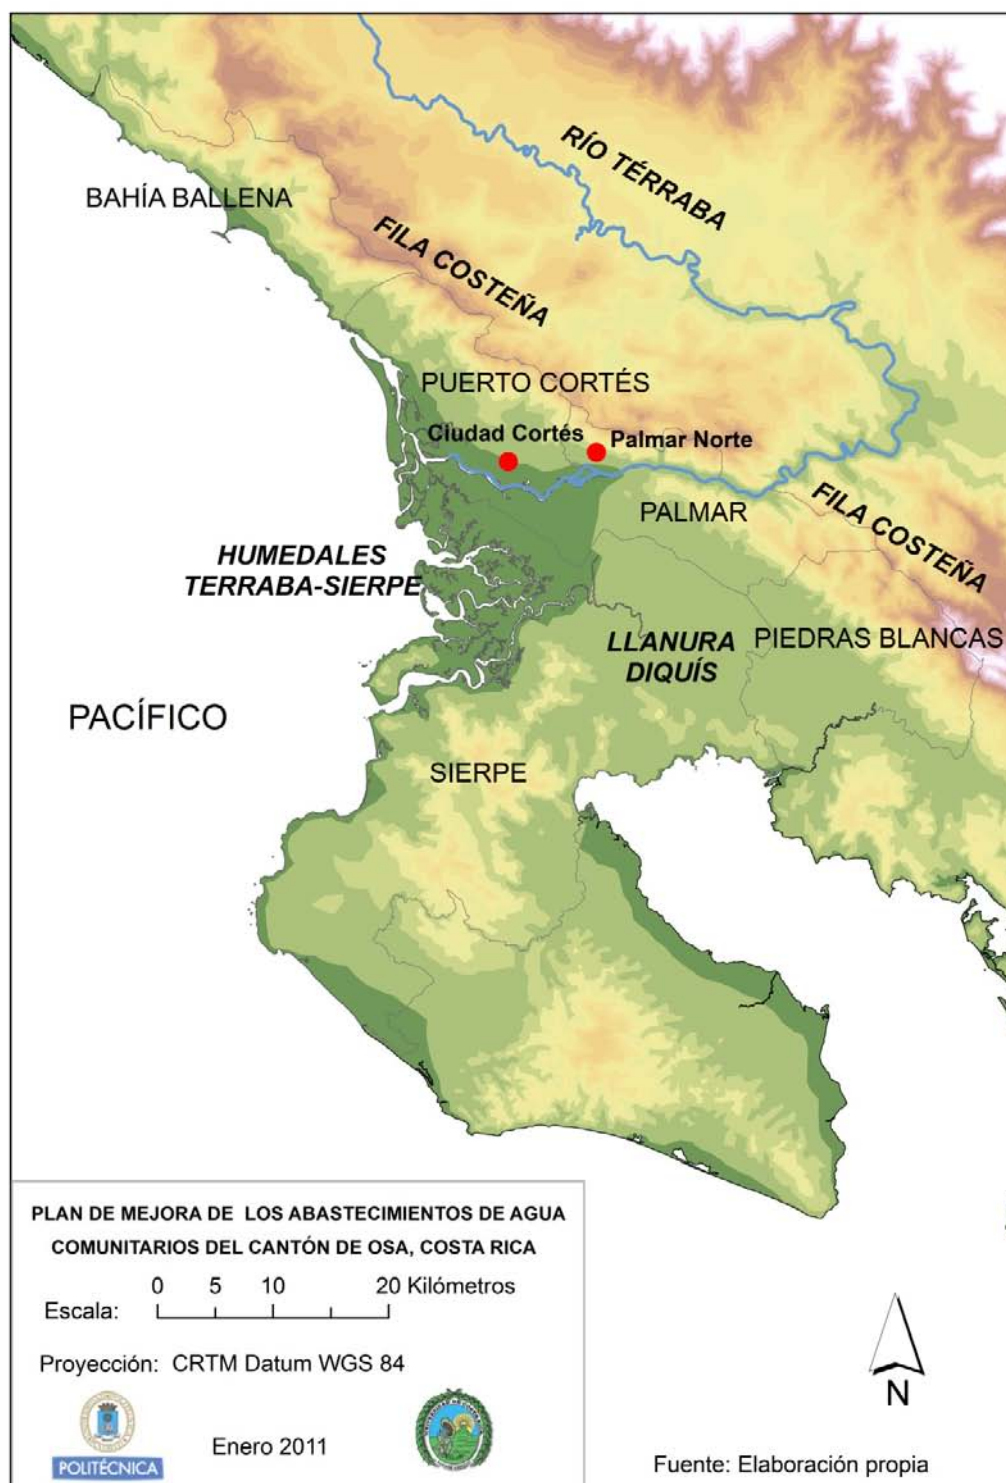 RÍO TÉRRABA
BAHÍA BALLENA
FILA COSTEÑA
PUERTO CORTÉS
Ciudad Cortés
Palmar Norte
PALMAR
FILA COSTEÑA
HUMEDALES
TERRABA-SIERPE
LLANURA
DIQUÍS
PIEDRAS BLANCAS
PACÍFICO
SIERPE
PLAN DE MEJORA DE LOS ABASTECIMIENTOS DE AGUA
COMUNITARIOS DEL CANTÓN DE OSA, COSTA RICA
0 5 10 20 Kilómetros
Escala:
Proyección: CRTM Datum WGS 84
POLITÉCNICA
Enero 2011
N
Fuente: Elaboración propia